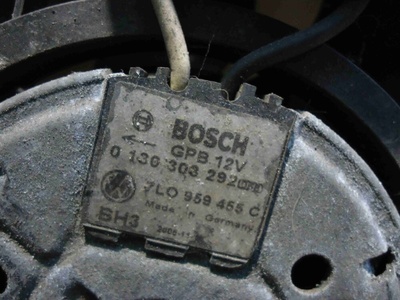 BOSCH
GPB 12V
0 130 303 292
7L0 959 455 C
Made in Germany
BH3